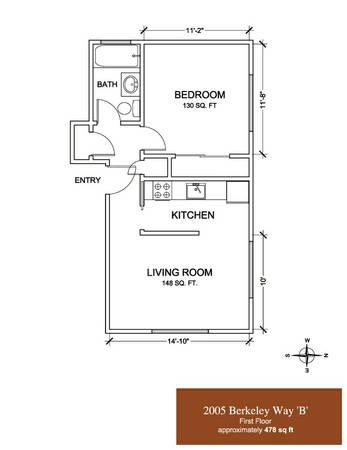 11'-2"
BATH
BEDROOM
130 SQ. FT
11'-8"
ENTRY
KITCHEN
LIVING ROOM
148 SQ. FT.
10'
14'-10"
W
S
N
E
2005 Berkeley Way 'B'
First Floor
approximately 478 sq ft